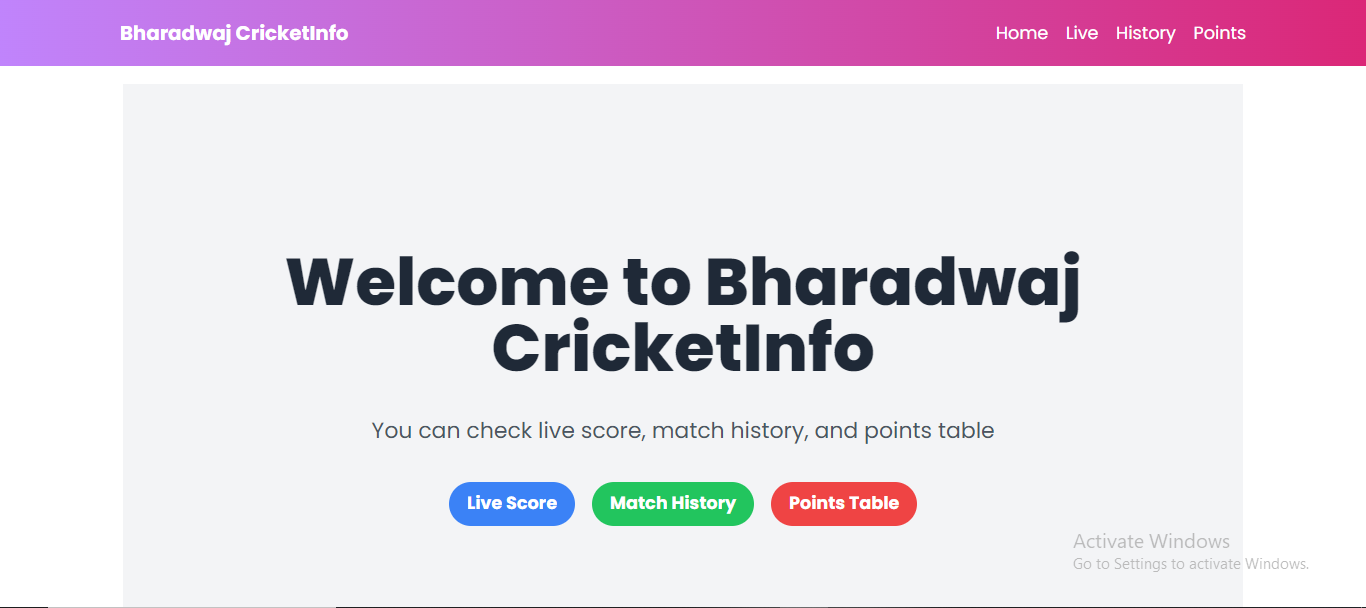 Bharadwaj CricketInfo
Home Live History Points
Welcome to Bharadwaj
CricketInfo
You can check live score, match history, and points table
Live Score Match History Points Table
Activate Windows
Go to Settings to activate Windows.